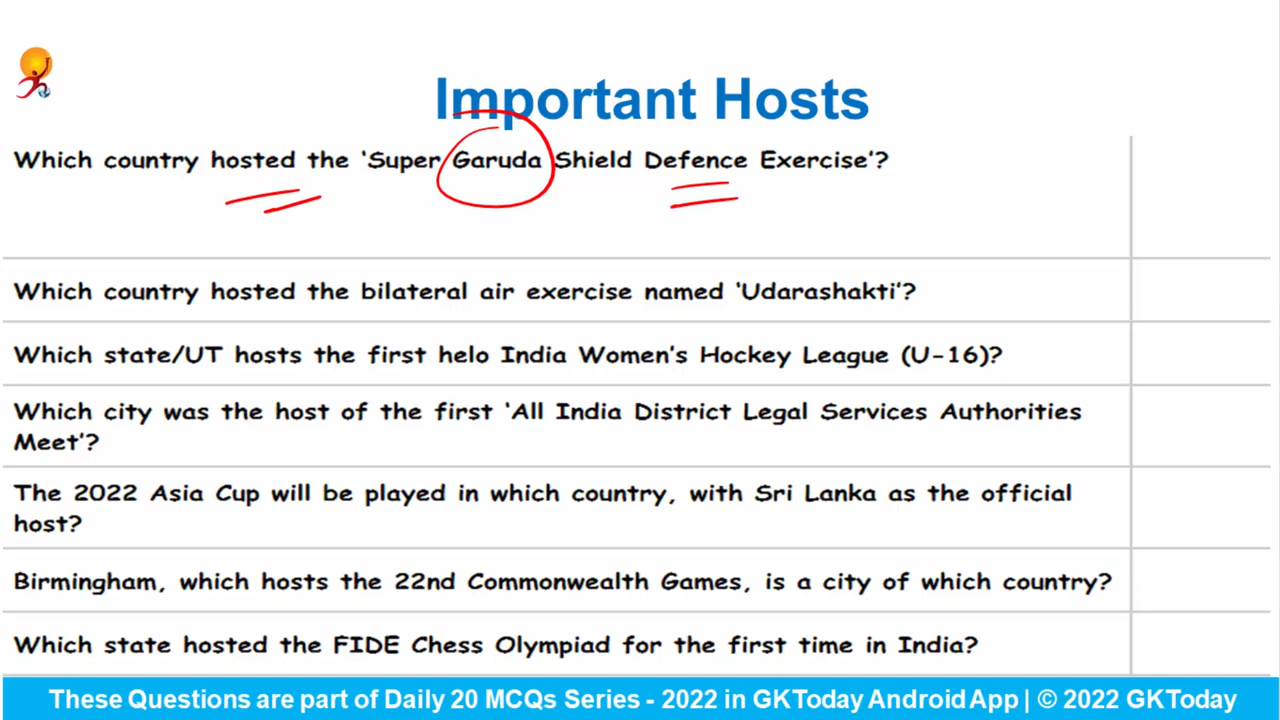 Important Hosts
Which country hosted the ‘Super Garuda Shield Defence Exercise’?
Which country hosted the bilateral air exercise named ‘Udarashakti’?
Which state/UT hosts the first helo India Women’s Hockey League (U-16)?
Which city was the host of the first ‘All India District Legal Services Authorities
Meet’?
The 2022 Asia Cup will be played in which country, with Sri Lanka as the official
host?
Birmingham, which hosts the 22nd Commonwealth Games, is a city of which country?
Which state hosted the FIDE Chess Olympiad for the first time in India?
These Questions are part of Daily 20 MCQs Series - 2022 in GKToday Android App | © 2022 GKToday